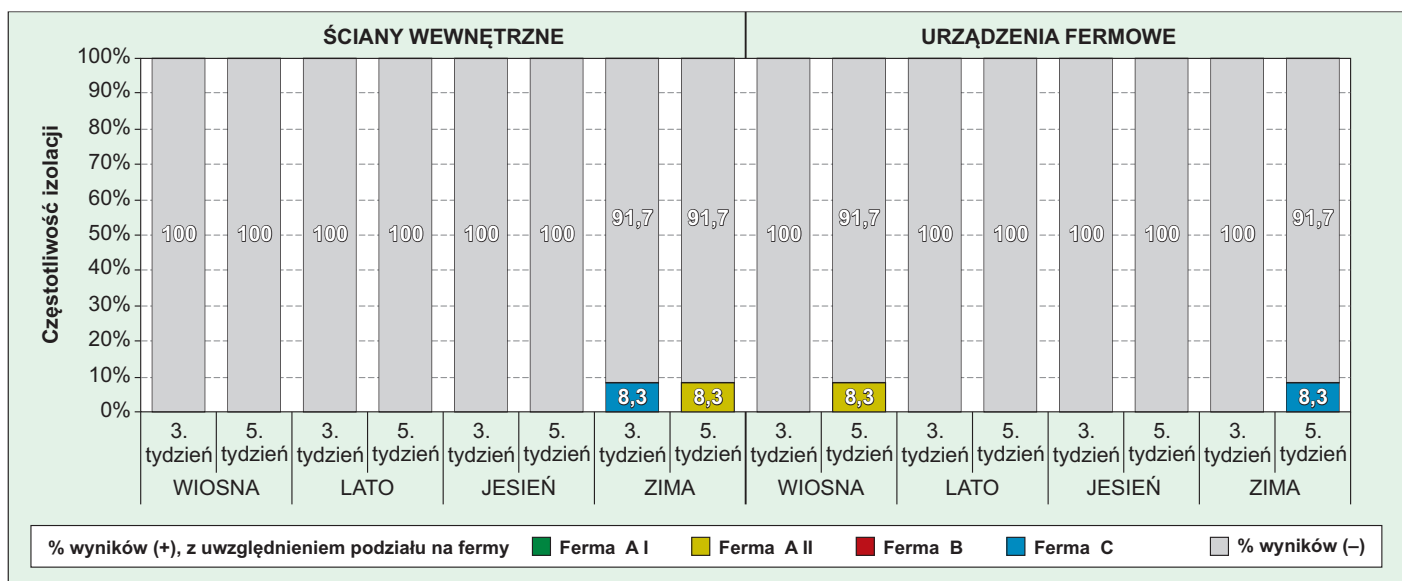 ŚCIANY WEWNĘTRZNE URZĄDZENIA FERMOWE
Częstotliwość izolacji
100%
90%
80%
70%
60%
50%
40%
30%
20%
10%
0%
100 100 100 100 100 100 91,7 91,7 100 91,7 100 100 100 100 100 91,7
8,3 8,3 8,3 8,3
3. 5. 3. 5. 3. 5. 3. 5. 3. 5. 3. 5. 3. 5. 3. 5.
tydzień tydzień tydzień tydzień tydzień tydzień tydzień tydzień tydzień tydzień tydzień tydzień tydzień tydzień tydzień tydzień
WIOSNA LATO JESIEŃ ZIMA WIOSNA LATO JESIEŃ ZIMA
% wyników (+), z uwzględnieniem podziału na fermy Ferma A I Ferma A II Ferma B Ferma C % wyników (–)